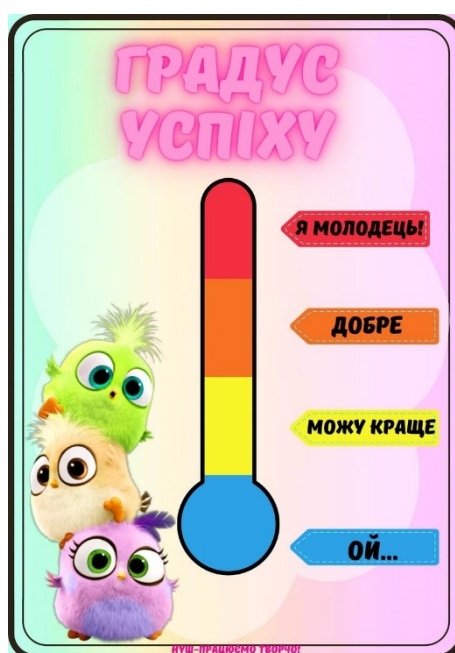 ГРАДУС
УСПІХУ
Я МОЛОДЕЦЬ!
ДОБРЕ
МОЖУ КРАЩЕ
ОЙ...
НУШ-ПРАЦЮЄМО ТВОРЧО!